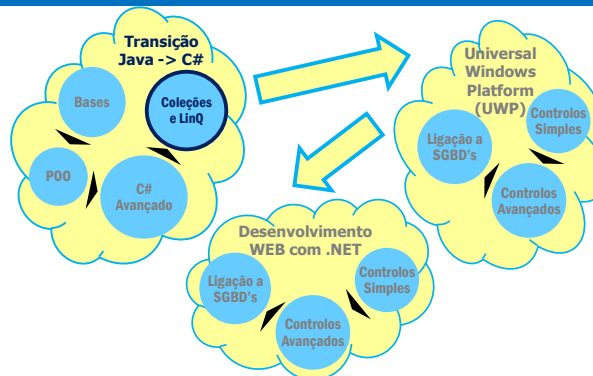 Transição
Java -> C#
Bases
Coleções
e LinQ
POO
C#
Avançado
Universal
Windows
Platform
(UWP)
Controlos
Simples
Ligação a
SGBD's
Controlos
Avançados
Desenvolvimento
WEB com .NET
Ligação a
SGBD's
Controlos
Simples
Controlos
Avançados